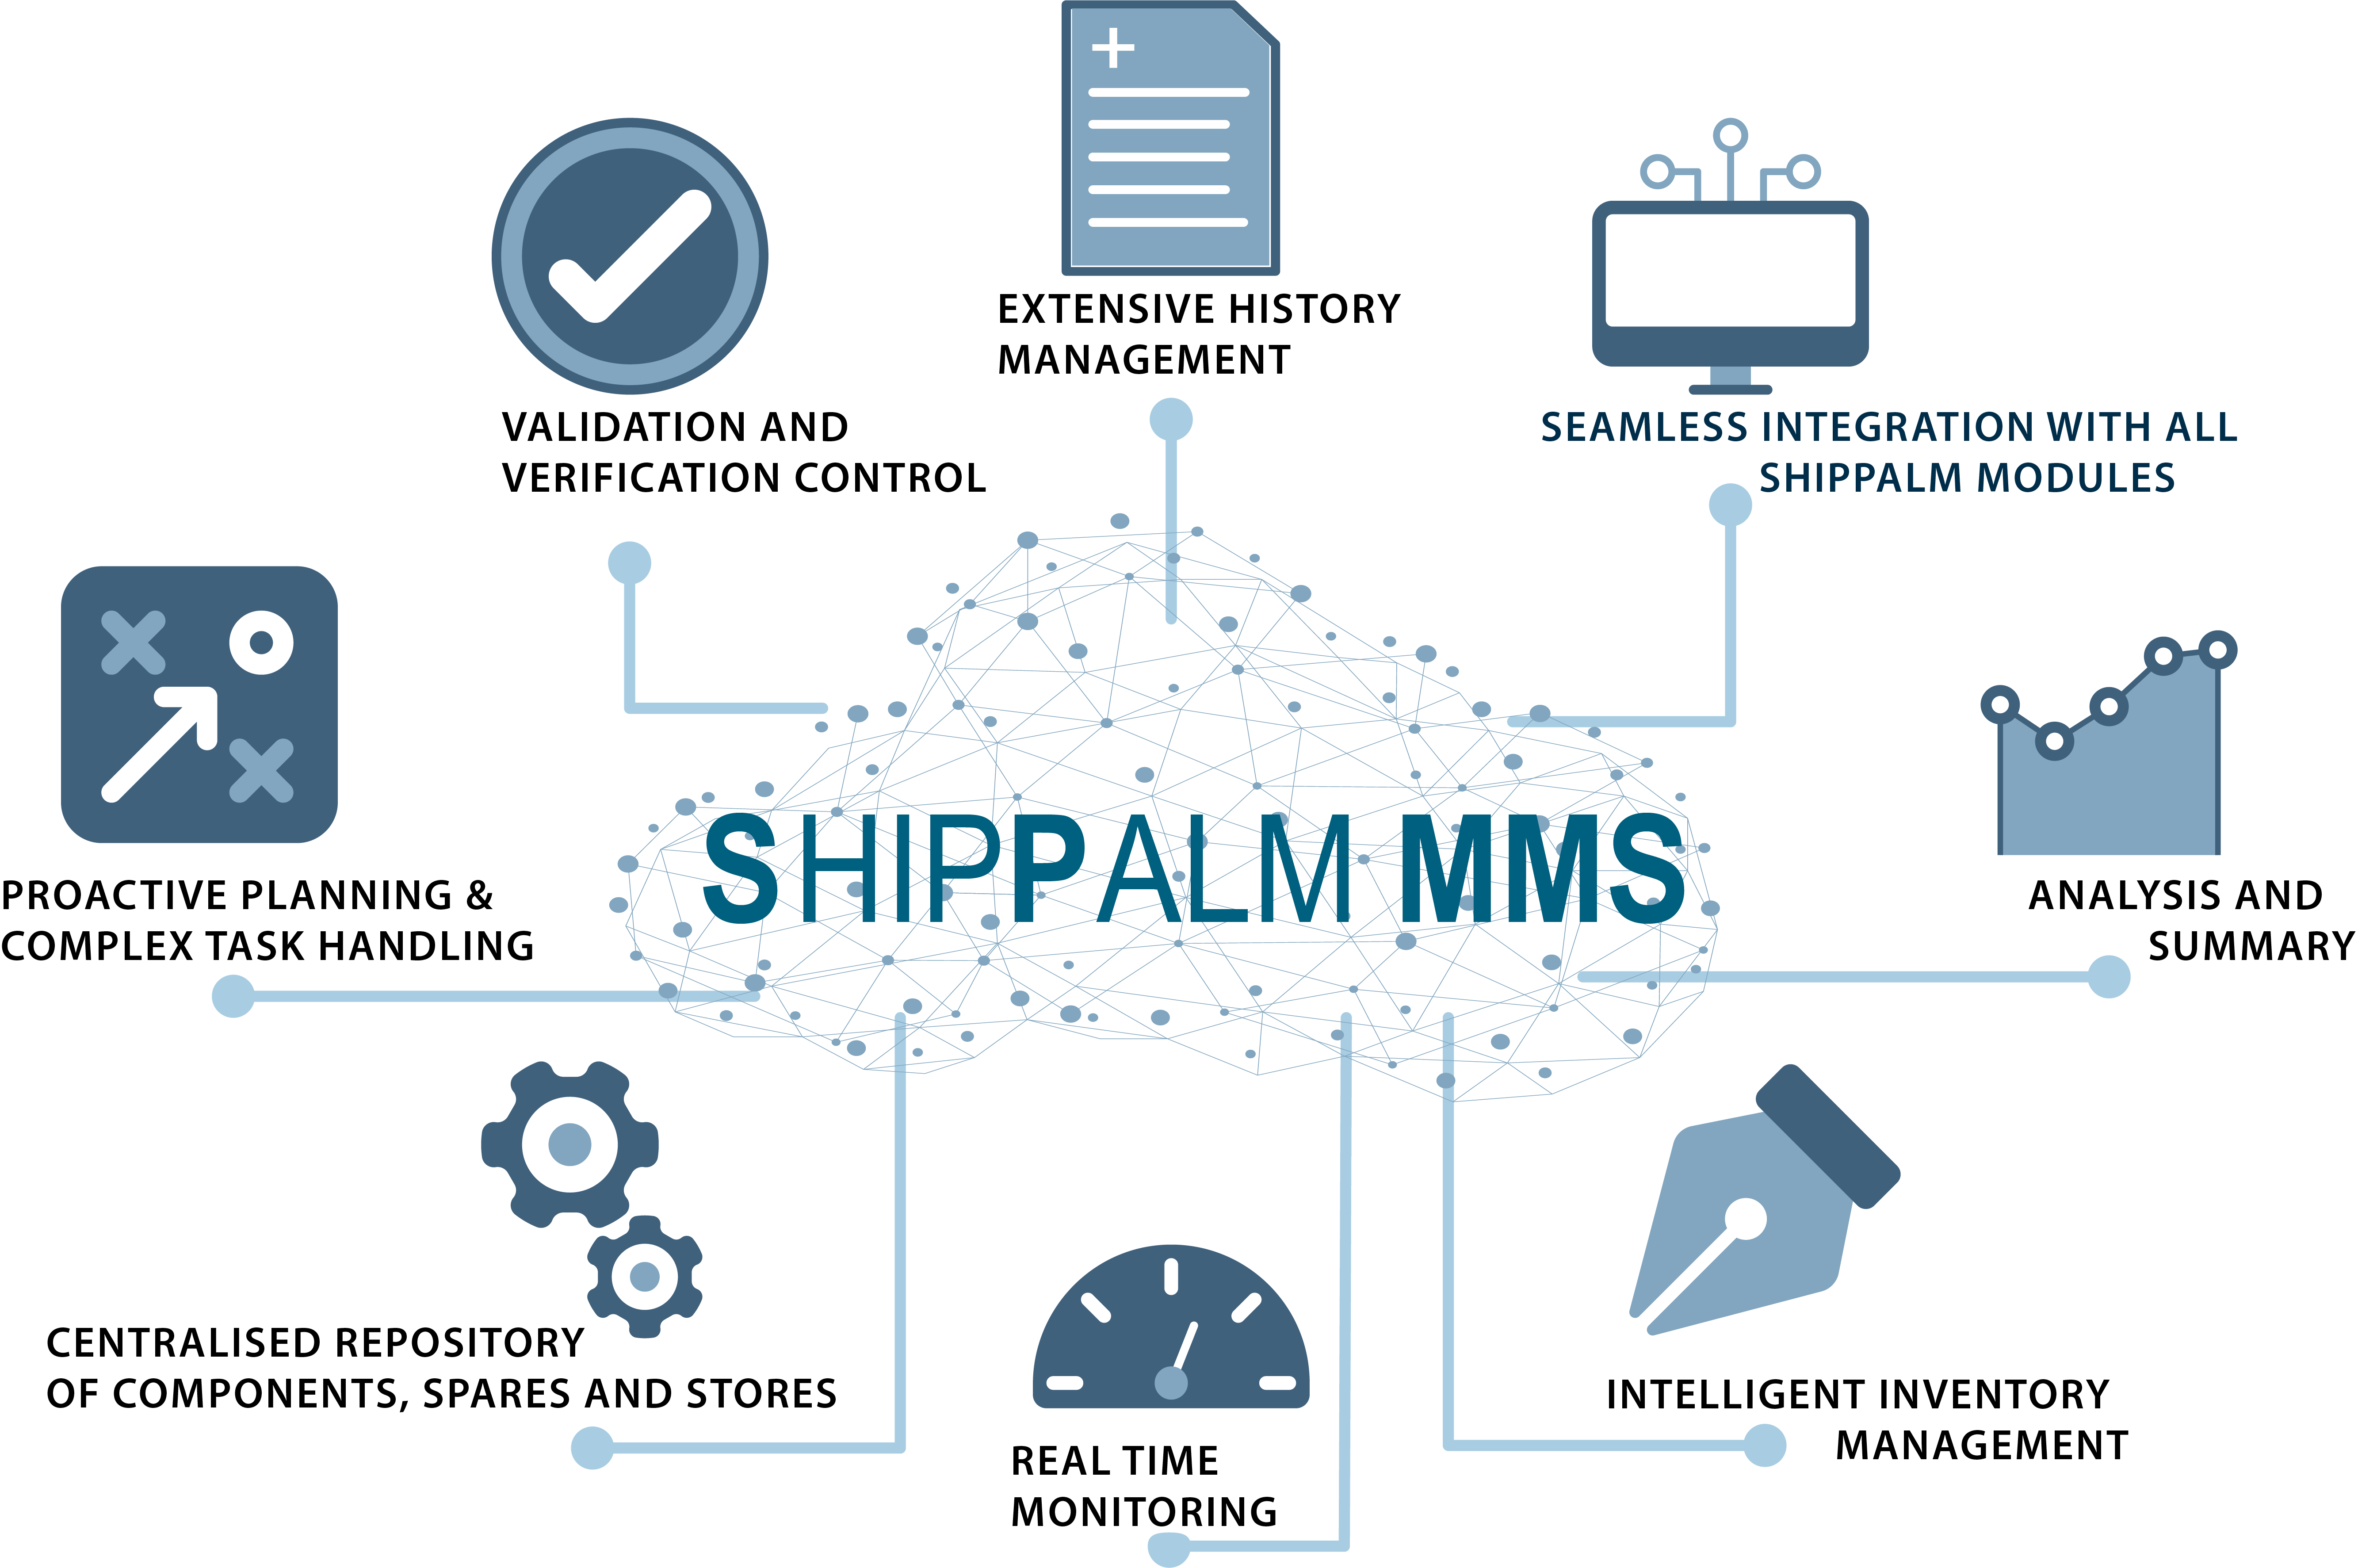 EXTENSIVE HISTORY
MANAGEMENT
VALIDATION AND
VERIFICATION CONTROL
SEAMLESS INTEGRATION WITH ALL
SHIPPALM MODULES
PROACTIVE PLANNING &
COMPLEX TASK HANDLING
SHIPPALM MMS
ANALYSIS AND
SUMMARY
CENTRALISED REPOSITORY
OF COMPONENTS, SPARES AND STORES
REAL TIME
MONITORING
INTELLIGENT INVENTORY
MANAGEMENT